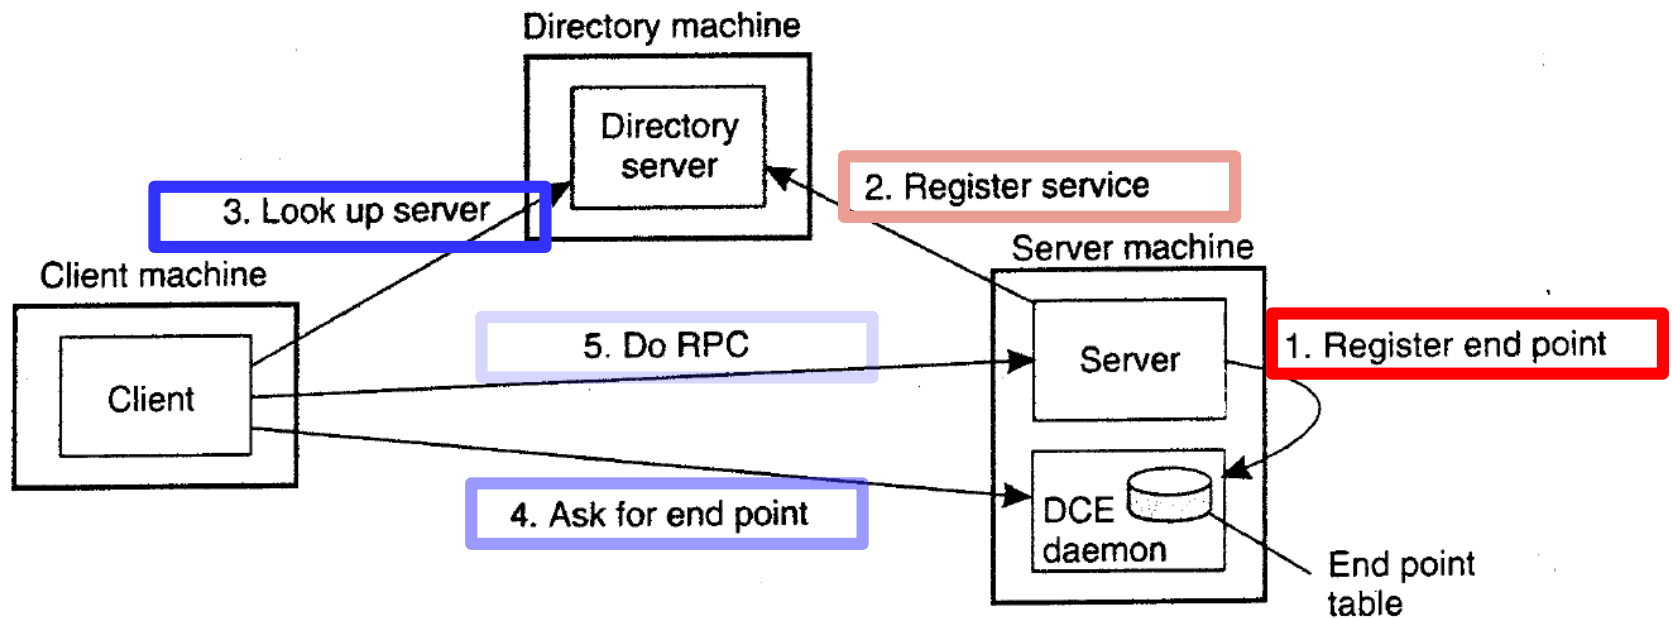 Directory machine
Directory
server
2. Register service
3. Look up server
Server machine
Client machine
5. Do RPC
1. Register end point
Server
Client
4. Ask for end point
DCE
daemon
End point
table